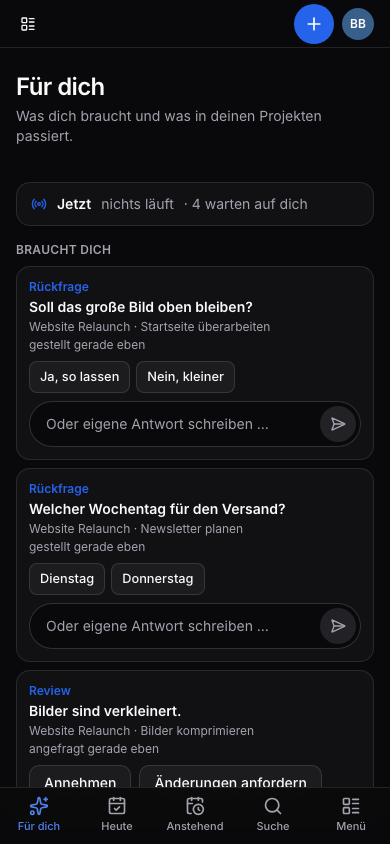 BB
Für dich
Was dich braucht und was in deinen Projekten
passiert.
Jetzt nichts läuft · 4 warten auf dich
BRAUCHT DICH
Rückfrage
Soll das große Bild oben bleiben?
Website Relaunch · Startseite überarbeiten
gestellt gerade eben
Ja, so lassen Nein, kleiner
Oder eigene Antwort schreiben ...
Rückfrage
Welcher Wochentag für den Versand?
Website Relaunch · Newsletter planen
gestellt gerade eben
Dienstag Donnerstag
Oder eigene Antwort schreiben ...
Review
Bilder sind verkleinert.
Website Relaunch · Bilder komprimieren
angefragt gerade eben
Annehmen Änderungen anfordern
Für dich Heute Anstehend Suche Menü